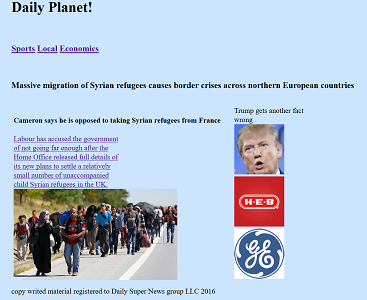 Daily Planet!
Sports Local Economics
Massive migration of Syrian refugees causes border crises across northern European countries
Cameron says he is opposed to taking Syrian refugees from France
Labour has accused the government
of not going far enough after the
Home Office released full details of
its new plans to settle a relatively
small number of unaccompanied
child Syrian refugees in the UK.
Trump gets another fact
wrong
H-E-B
GE
copy writed material registered to Daily Super News group LLC 2016